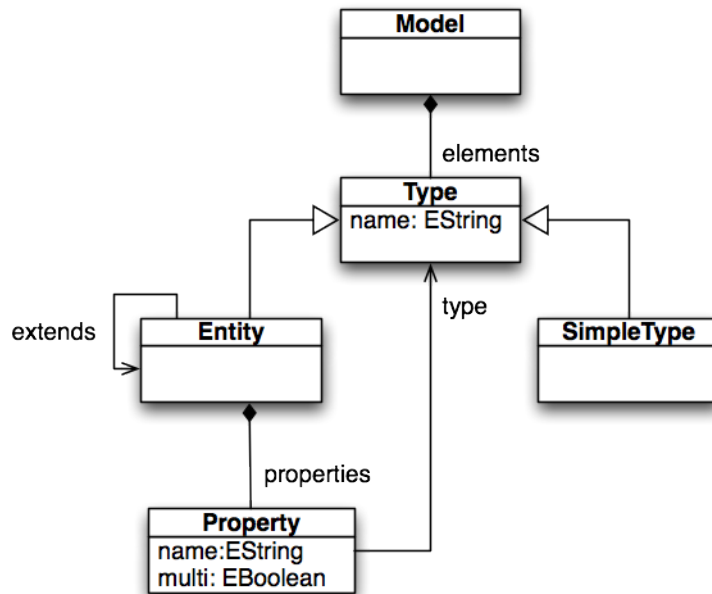 Model
elements
Type
name: EString
type
extends
Entity
SimpleType
properties
Property
name:EString
multi: EBoolean